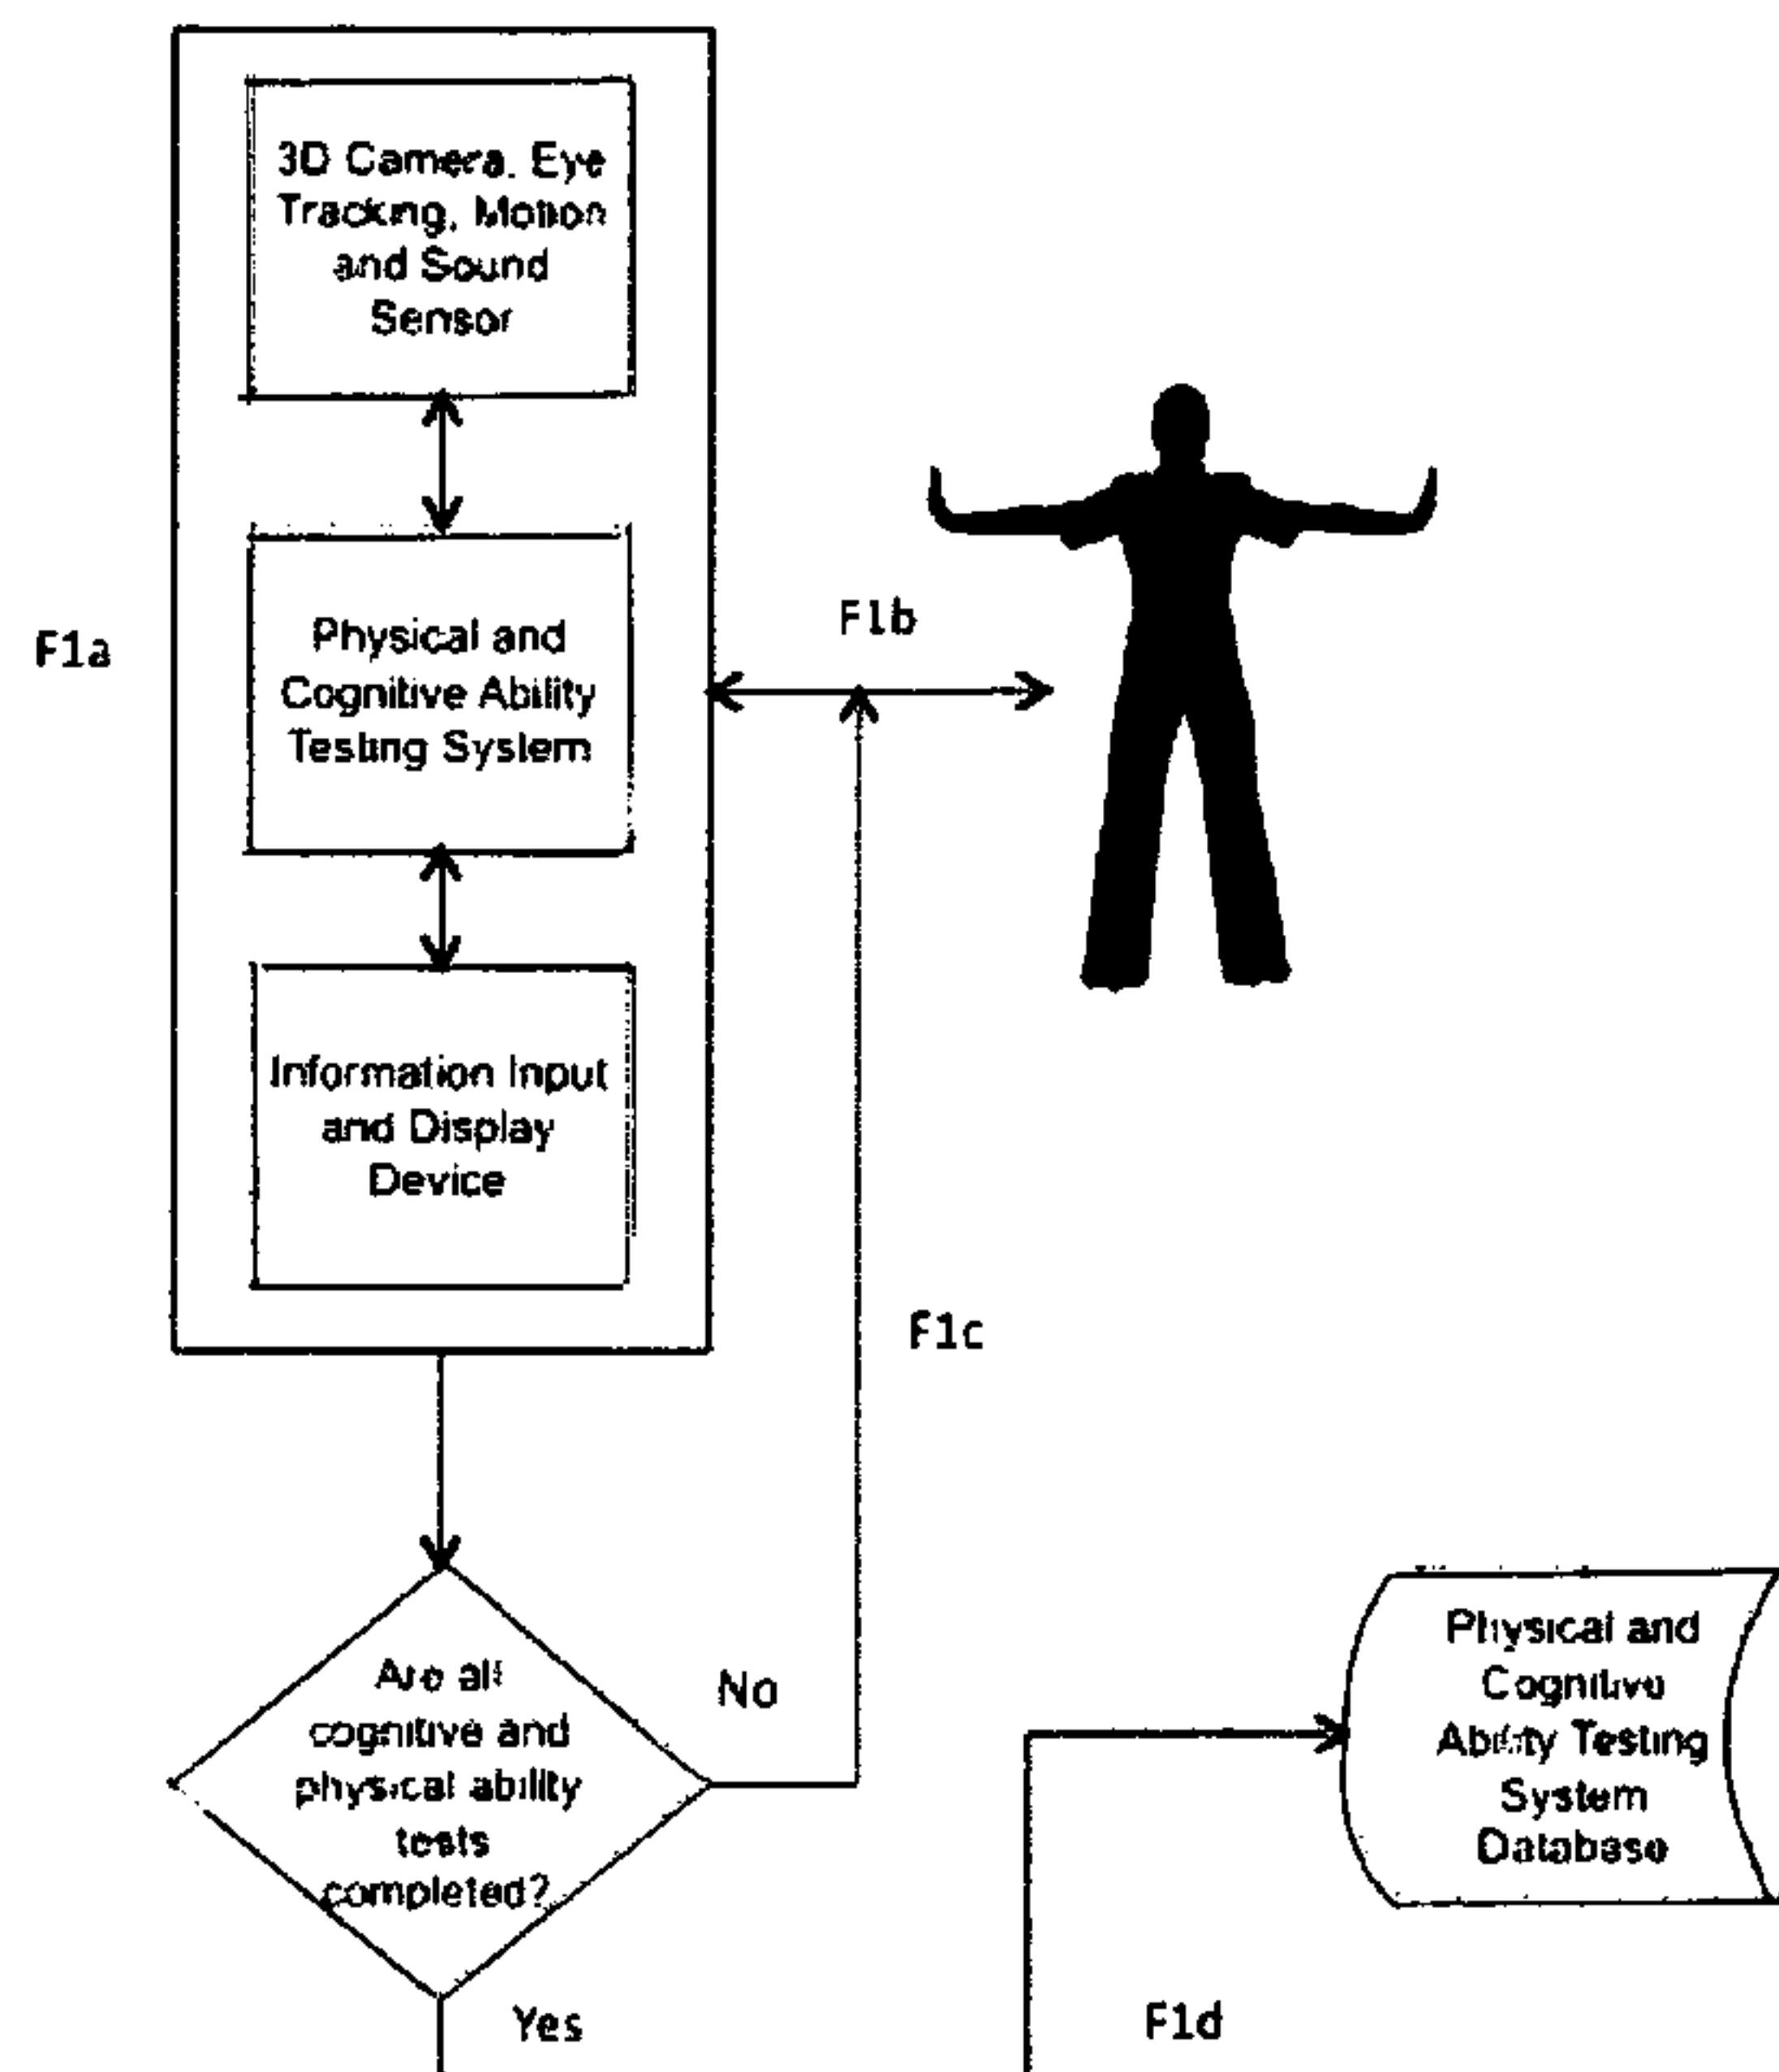 3D Camera, Eye
Tracking, Motion
and Sound
Sensor
F1a
Physical and
Cognitive Ability
Testing System
F1b
Information Input
and Display
Device
F1c
Are all
cognitive and
physical ability
tests
completed?
No
Yes
Physical and
Cognitive
Ability Testing
System
Database
F1d